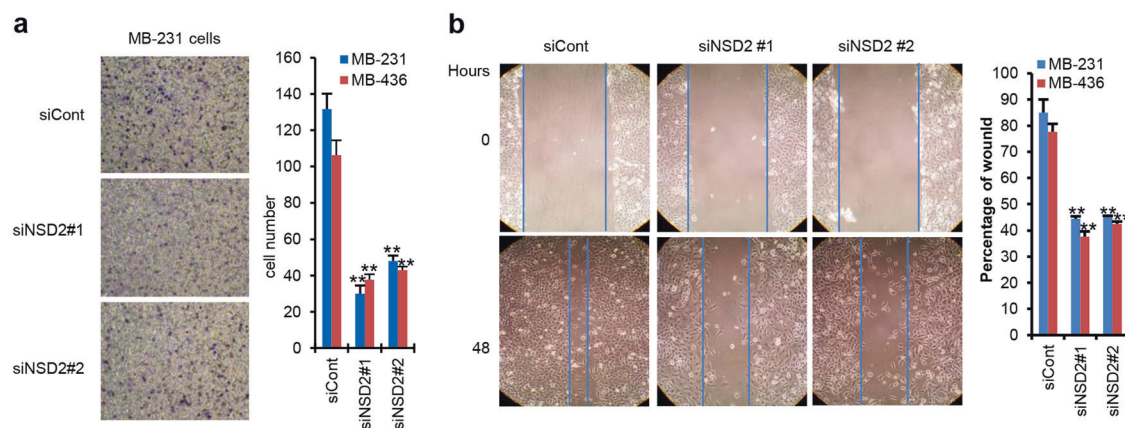 a
MB-231 cells
siCont
siNSD2#1
siNSD2#2
cell number
160
140
120
100
80
60
40
20
0
MB-231
MB-436
**
**
**
**
siCont
siNSD2#1
siNSD2#2
b
siCont
siNSD2 #1
siNSD2 #2
Hours
0
48
Percentage of wounld
100
90
80
70
60
50
40
30
20
10
0
MB-231
MB-436
**
**
**
**
siCont
siNSD2#1
siNSD2#2